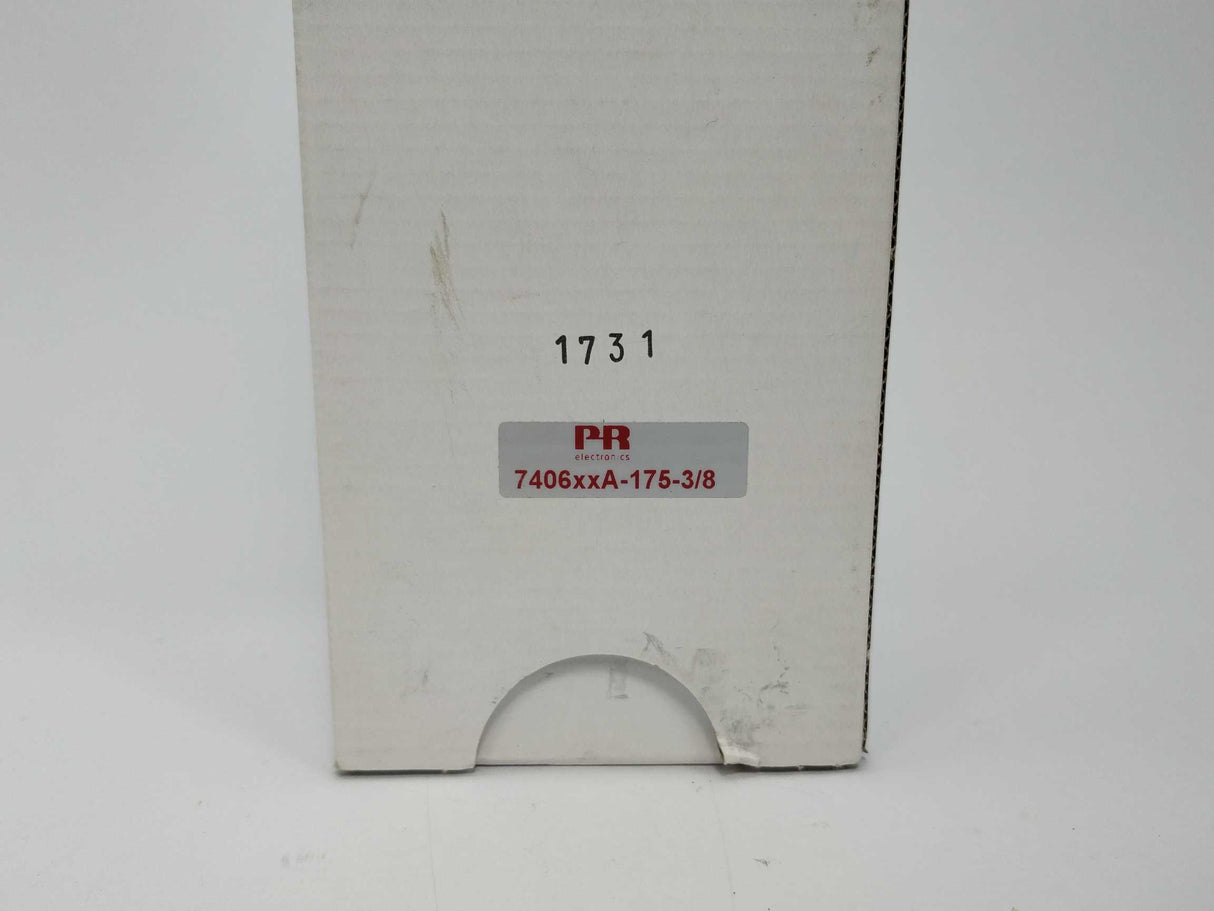 1731
PR
electronics
7406xxA-175-3/8